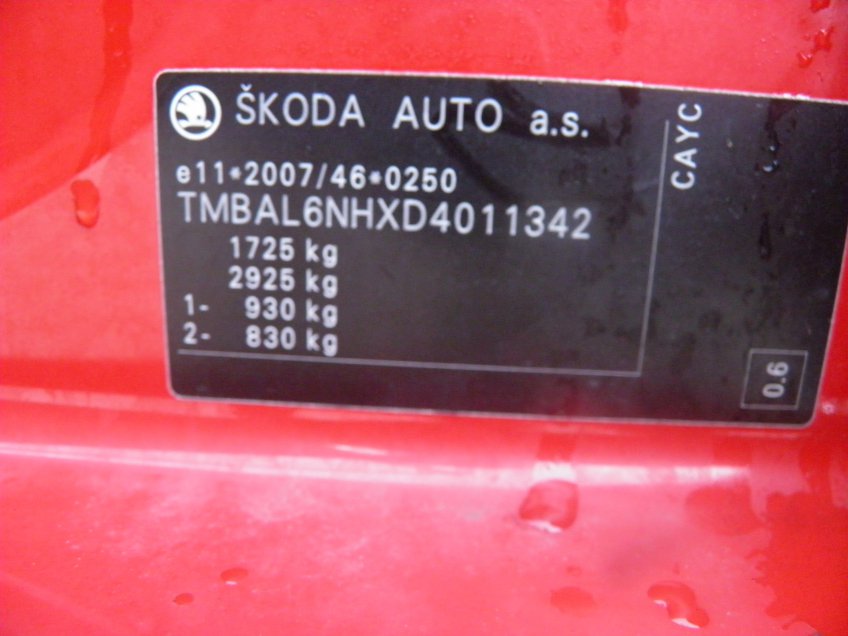 ŠKODA AUTO a.s.
e11*2007/46*0250
TMBAL6NHXD4011342
1725 kg
2925 kg
1- 930 kg
2- 830 kg
CAYC
0.6